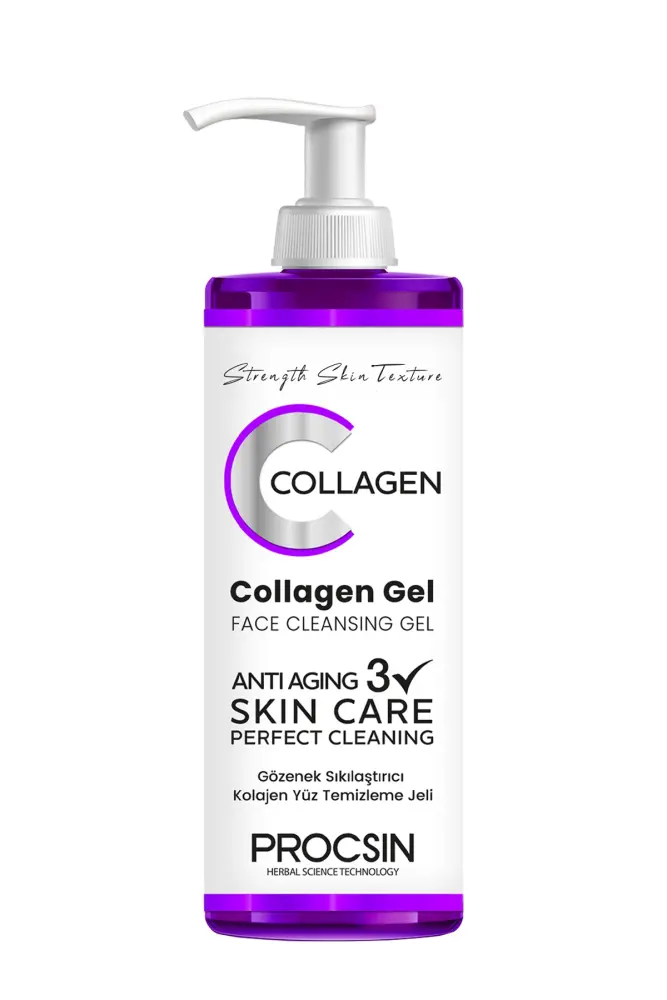 Strength Skin Texture
COLLAGEN
Collagen Gel
FACE CLEANSING GEL
ANTI AGING 3✓
SKIN CARE
PERFECT CLEANING
Gözenek Sıkılaştırıcı
Kolajen Yüz Temizleme Jeli
PROCSIN
HERBAL SCIENCE TECHNOLOGY